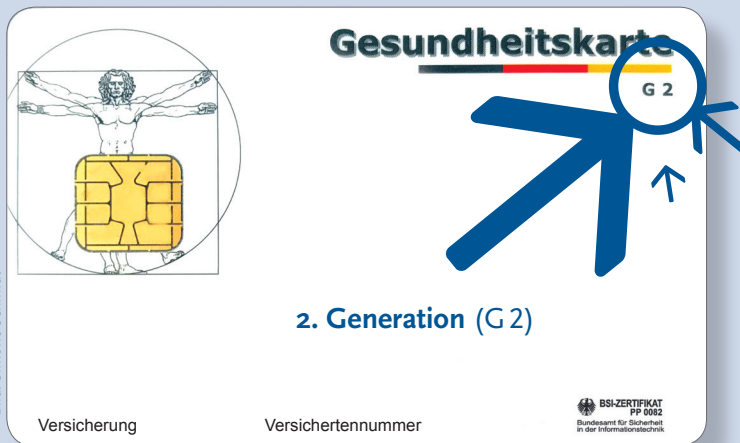 Gesundheitskarte
G 2
2. Generation (G 2)
Versicherung
Versichertennummer
BSI-ZERTIFIKAT
PP 0082
Bundesamt für Sicherheit
in der Informationstechnik